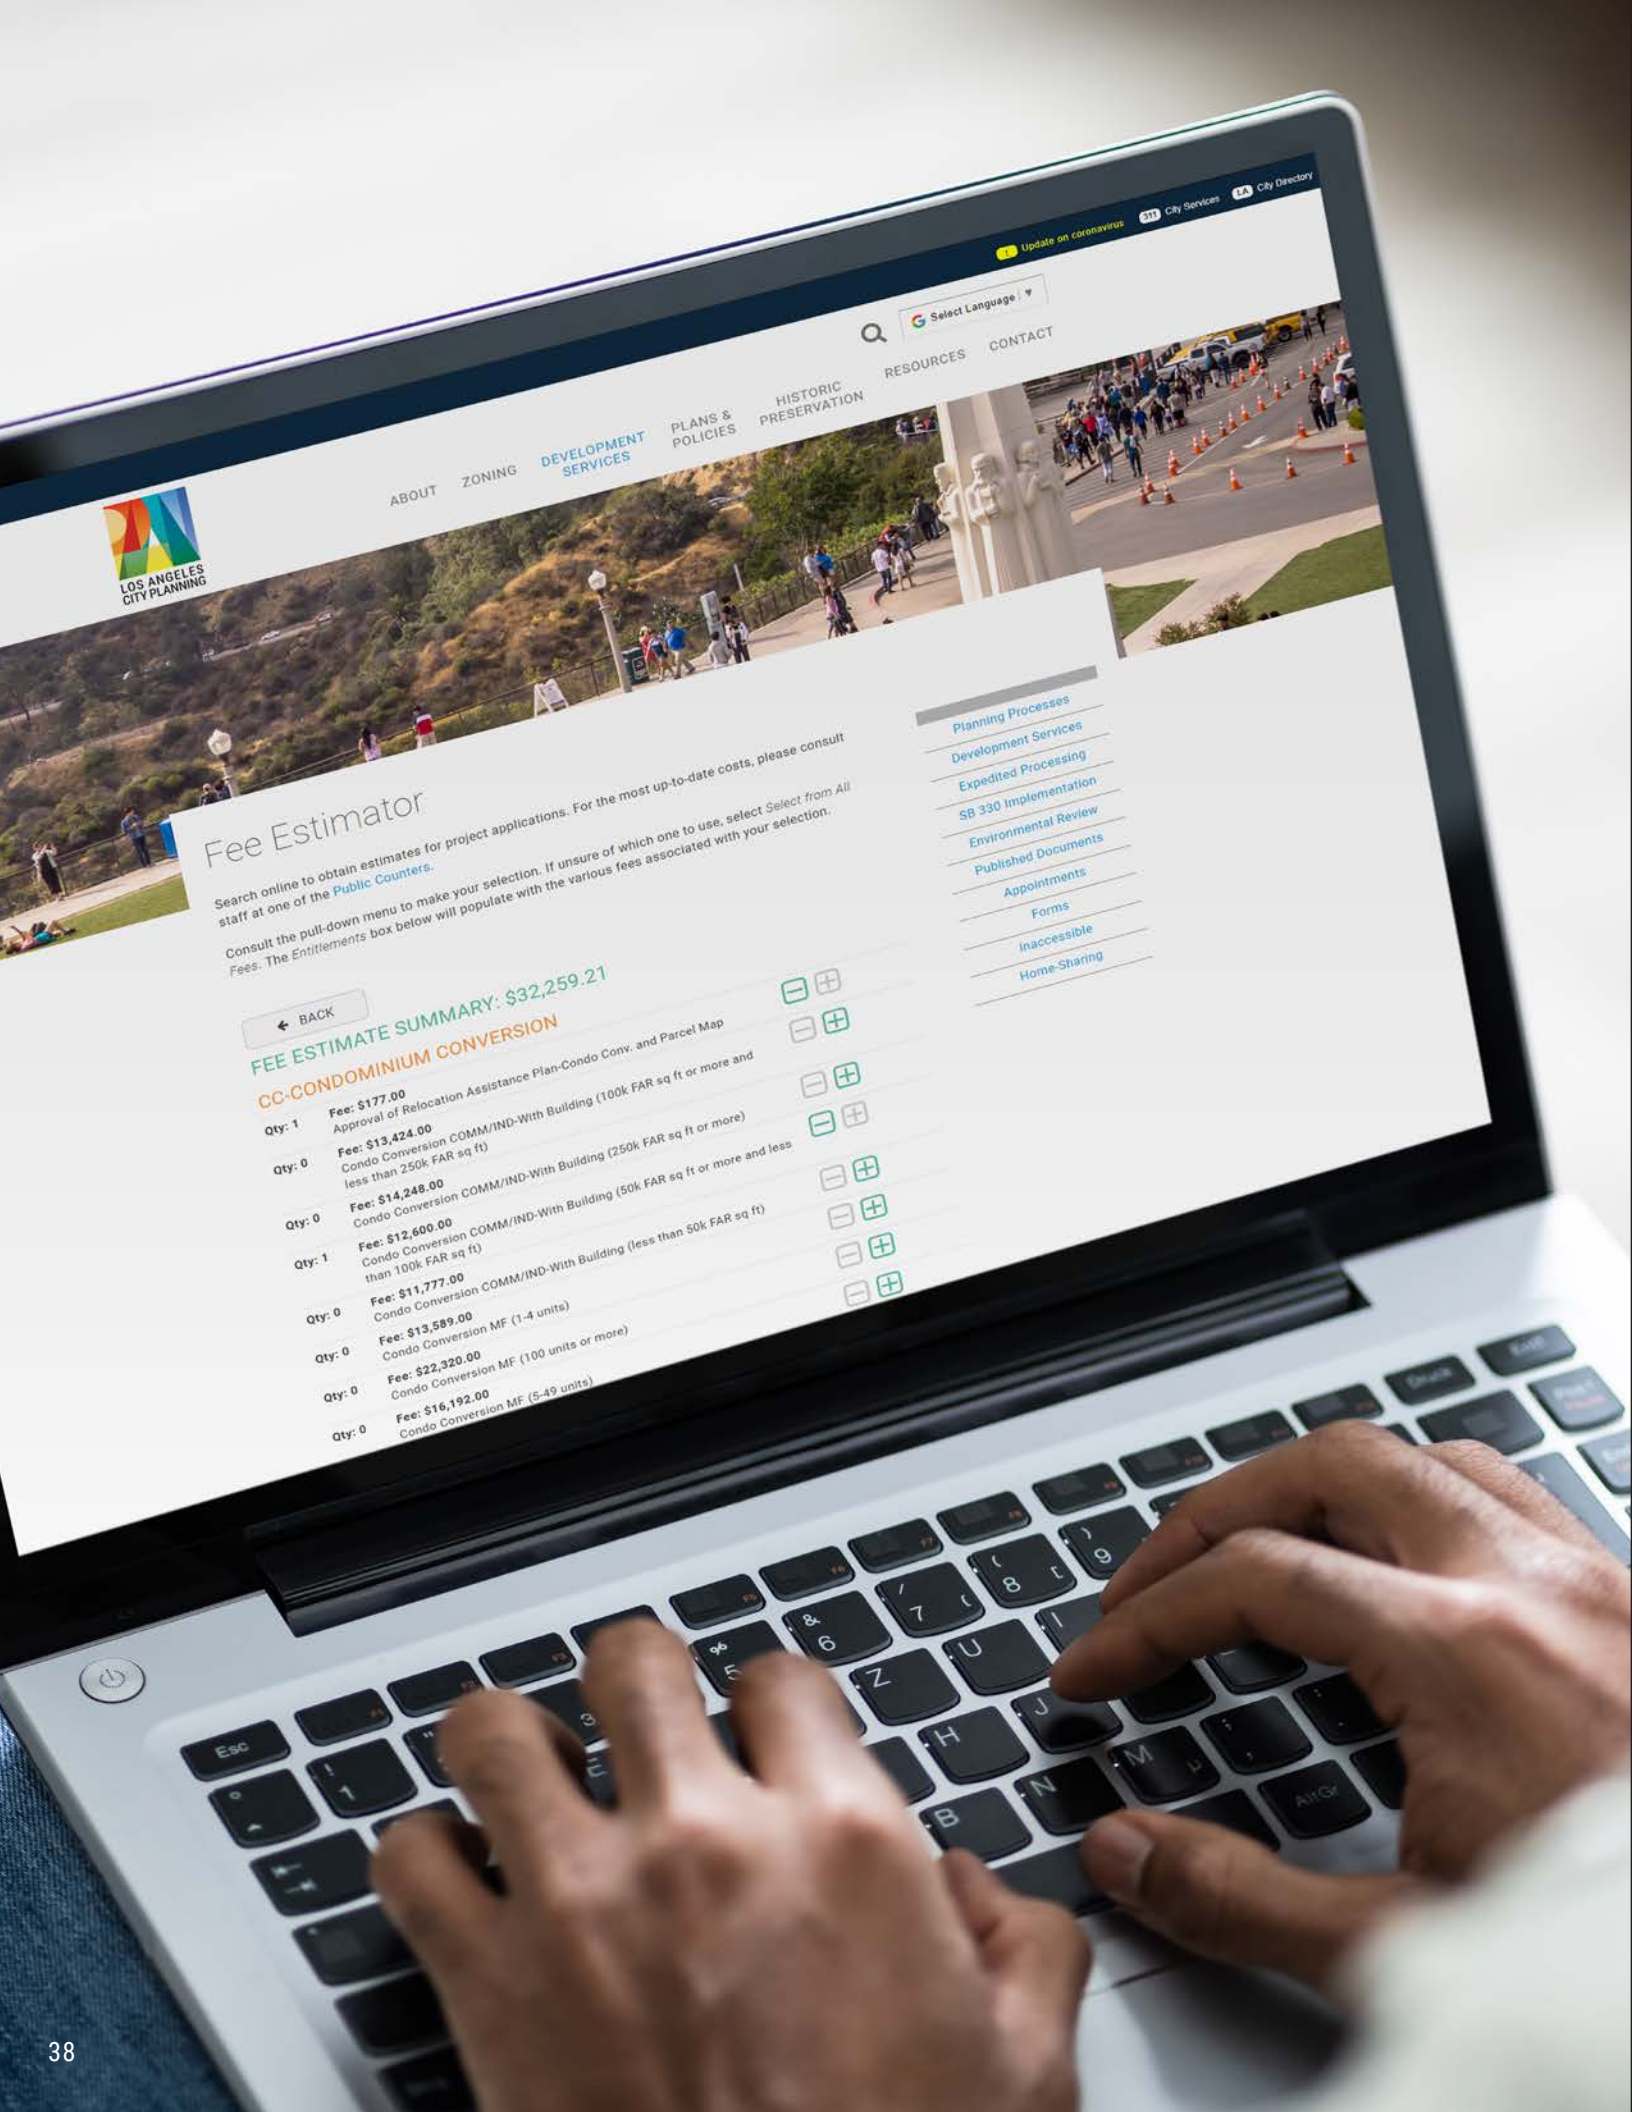 Update on coronavirus
311 City Services
LA City Directory
G Select Language ▼
LOS ANGELES
CITY PLANNING
ABOUT
ZONING
DEVELOPMENT
SERVICES
PLANS &
POLICIES
HISTORIC
PRESERVATION
RESOURCES
CONTACT
Fee Estimator
Search online to obtain estimates for project applications. For the most up-to-date costs, please consult
staff at one of the Public Counters.
Consult the pull-down menu to make your selection. If unsure of which one to use, select Select from All
Fees. The Entitlements box below will populate with the various fees associated with your selection.
← BACK
FEE ESTIMATE SUMMARY: $32,259.21
CC-CONDOMINIUM CONVERSION
Qty: 1
Fee: $177.00
Approval of Relocation Assistance Plan-Condo Conv. and Parcel Map
Qty: 0
Fee: $13,424.00
Condo Conversion COMM/IND-With Building (100k FAR sq ft or more and
less than 250k FAR sq ft)
Qty: 0
Fee: $14,248.00
Condo Conversion COMM/IND-With Building (250k FAR sq ft or more)
Qty: 1
Fee: $12,600.00
Condo Conversion COMM/IND-With Building (50k FAR sq ft or more and less
than 100k FAR sq ft)
Qty: 0
Fee: $11,777.00
Condo Conversion COMM/IND-With Building (less than 50k FAR sq ft)
Qty: 0
Fee: $13,589.00
Condo Conversion MF (1-4 units)
Qty: 0
Fee: $22,320.00
Condo Conversion MF (100 units or more)
Qty: 0
Fee: $16,192.00
Condo Conversion MF (5-49 units)
Planning Processes
Development Services
Expedited Processing
SB 330 Implementation
Environmental Review
Published Documents
Appointments
Forms
Inaccessible
Home-Sharing
Esc
F5 F6 F7 F8 F9
! 1
3
% 5
& 6
/ 7 {
( 8 [
) 9
E
Z
U
I
H
J
B
N
M µ
AltGr
38